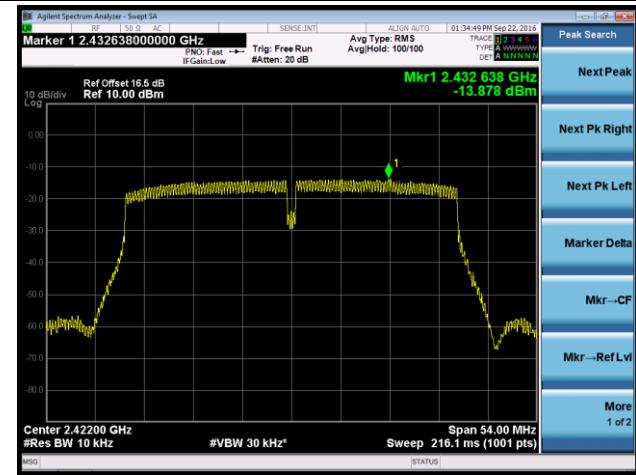 Agilent Spectrum Analyzer - Swept SA
RF 50 Ω AC SENSE:INT ALIGN AUTO 01:34:49 PM Sep 22, 2016
Marker 1 2.432638000000 GHz
PNO: Fast
IFGain:Low
Trig: Free Run
#Atten: 20 dB
Avg Type: RMS
Avg|Hold: 100/100
TRACE 1 2 3 4 5 6
TYPE A WWWWW
DET A N N N N N
Peak Search
Next Peak
Next Pk Right
Next Pk Left
Marker Delta
Mkr→CF
Mkr→Ref Lvl
More
1 of 2
Mkr1 2.432 638 GHz
-13.878 dBm
Ref Offset 16.5 dB
10 dB/div Ref 10.00 dBm
Log
0.00
1
-10.0
-20.0
-30.0
-40.0
-50.0
-60.0
-70.0
-80.0
Center 2.42200 GHz Span 54.00 MHz
#Res BW 10 kHz #VBW 30 kHz* Sweep 216.1 ms (1001 pts)
MSG STATUS